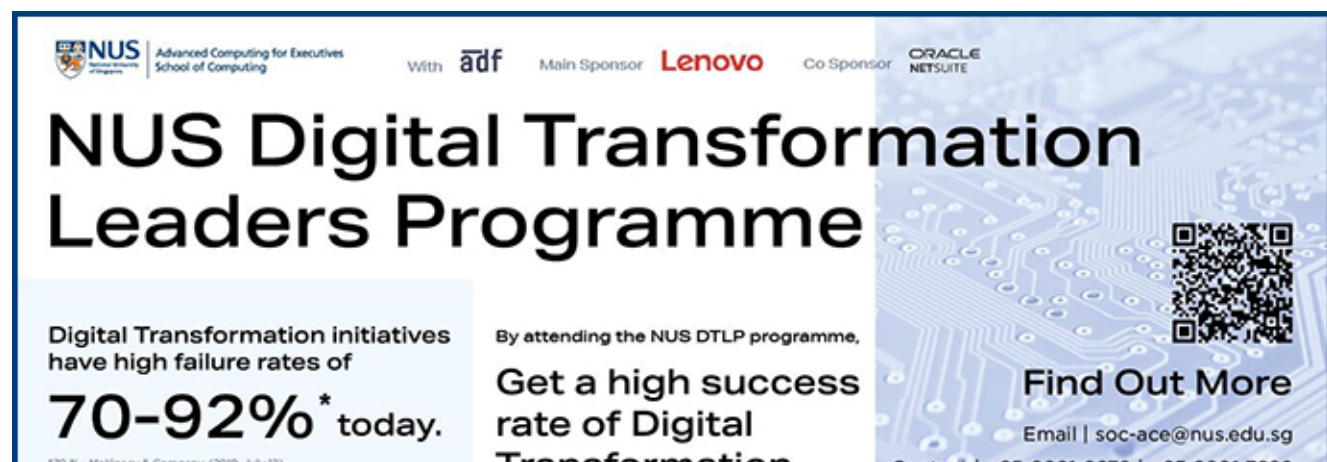 NUS
National University
of Singapore
Advanced Computing for Executives
School of Computing
With adf Main Sponsor Lenovo Co Sponsor ORACLE
NETSUITE
NUS Digital Transformation
Leaders Programme
Digital Transformation initiatives
have high failure rates of
70-92%* today.
By attending the NUS DTLP programme,
Get a high success
rate of Digital
Transformation
Find Out More
Email | soc-ace@nus.edu.sg